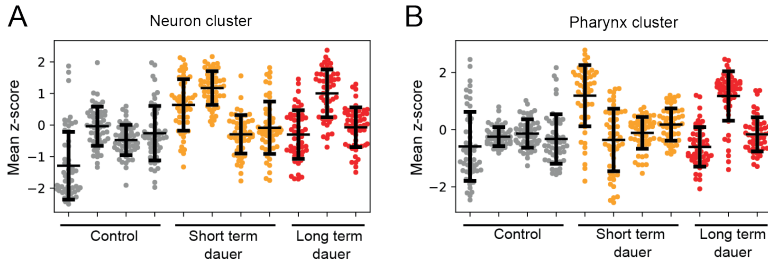 A
Neuron cluster
Mean z-score
2
1
0
−1
−2
Control
Short term
dauer
Long term
dauer
B
Pharynx cluster
Mean z-score
2
0
−2
Control
Short term
dauer
Long term
dauer